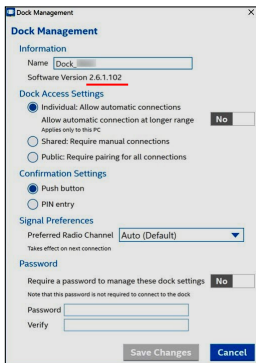 Dock Management
Dock Management
Information
Name Dock_
Software Version 2.6.1.102
Dock Access Settings
Individual: Allow automatic connections
Allow automatic connection at longer range No
Applies only to this PC
Shared: Require manual connections
Public: Require pairing for all connections
Confirmation Settings
Push button
PIN entry
Signal Preferences
Preferred Radio Channel Auto (Default)
Takes effect on next connection
Password
Require a password to manage these dock settings No
Note that this password is not required to connect to the dock
Password
Verify
Save Changes Cancel